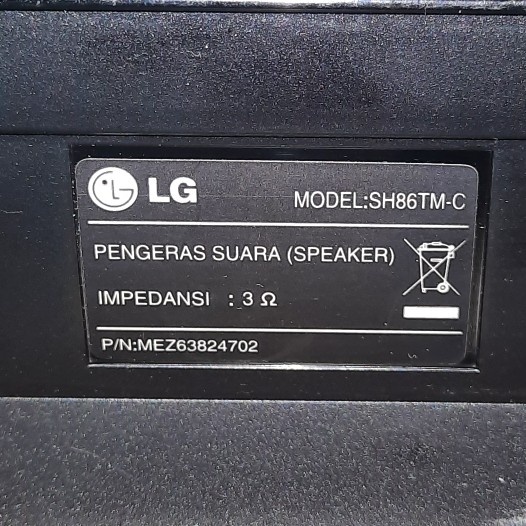 LG MODEL:SH86TM-C
PENGERAS SUARA (SPEAKER)
IMPEDANSI : 3 Ω
P/N:MEZ63824702